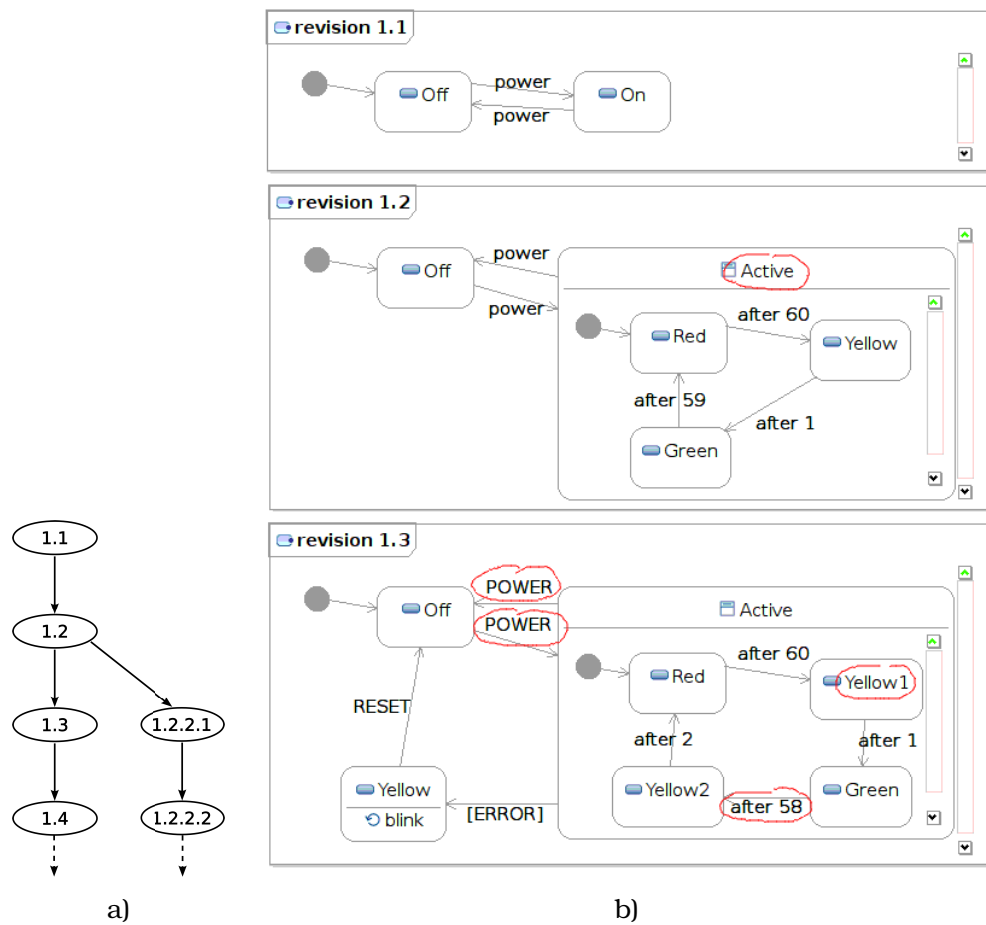 revision 1.1
Off
power
power
On
revision 1.2
Off
power
power
Active
Red
after 60
Yellow
after 59
after 1
Green
1.1
1.2
1.3
1.2.2.1
1.4
1.2.2.2
revision 1.3
Off
POWER
POWER
Active
Red
after 60
Yellow1
RESET
after 2
after 1
Yellow
blink
[ERROR]
Yellow2
after 58
Green
a)
b)